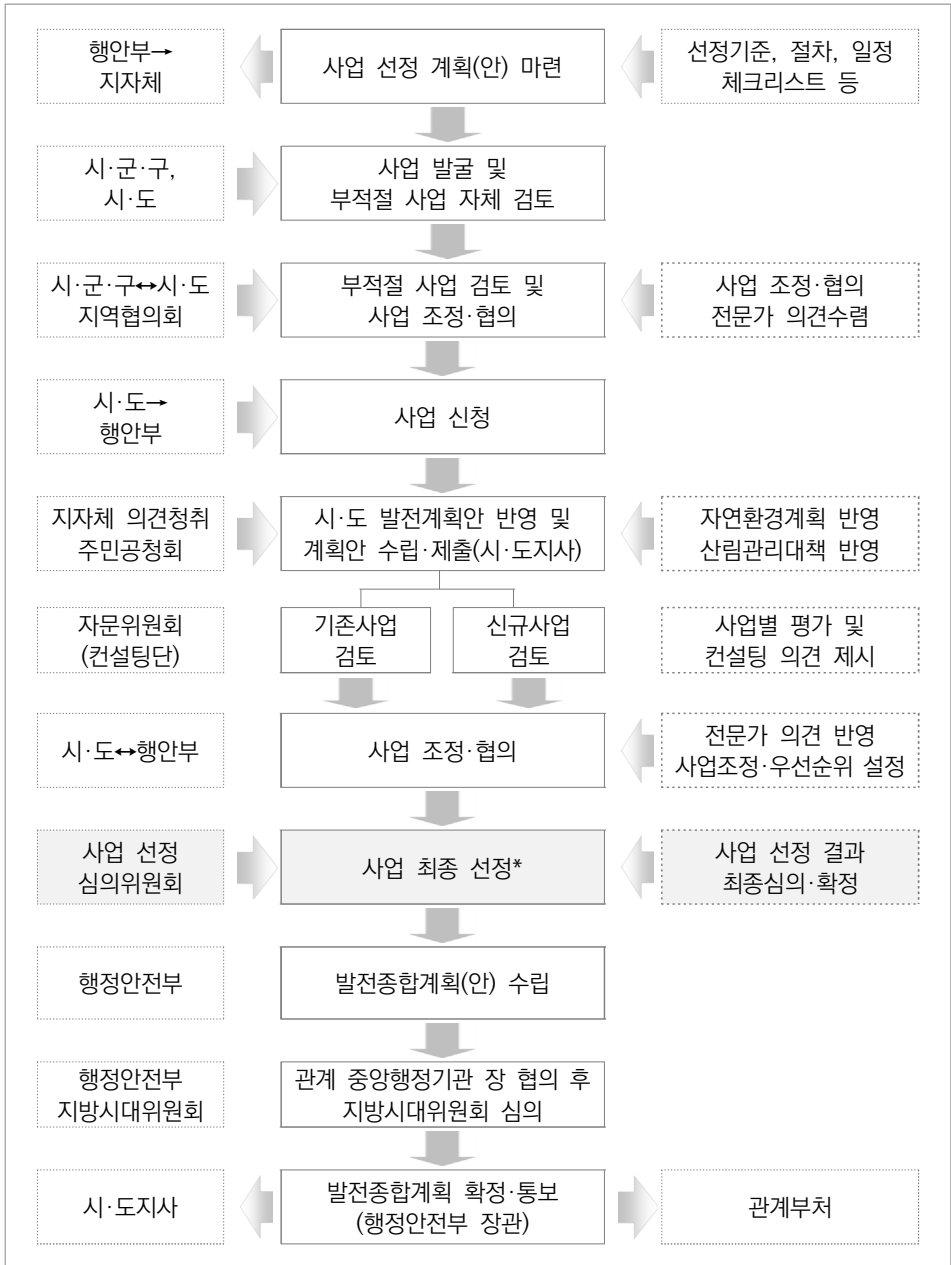 행안부→
지자체
사업 선정 계획(안) 마련
선정기준, 절차, 일정
체크리스트 등
시·군·구,
시·도
사업 발굴 및
부적절 사업 자체 검토
시·군·구↔시·도
지역협의회
부적절 사업 검토 및
사업 조정·협의
사업 조정·협의
전문가 의견수렴
시·도→
행안부
사업 신청
지자체 의견청취
주민공청회
시·도 발전계획안 반영 및
계획안 수립·제출(시·도지사)
자연환경계획 반영
산림관리대책 반영
자문위원회
(컨설팅단)
기존사업
검토
신규사업
검토
사업별 평가 및
컨설팅 의견 제시
시·도↔행안부
사업 조정·협의
전문가 의견 반영
사업조정·우선순위 설정
사업 선정
심의위원회
사업 최종 선정*
사업 선정 결과
최종심의·확정
행정안전부
발전종합계획(안) 수립
행정안전부
지방시대위원회
관계 중앙행정기관 장 협의 후
지방시대위원회 심의
시·도지사
발전종합계획 확정·통보
(행정안전부 장관)
관계부처